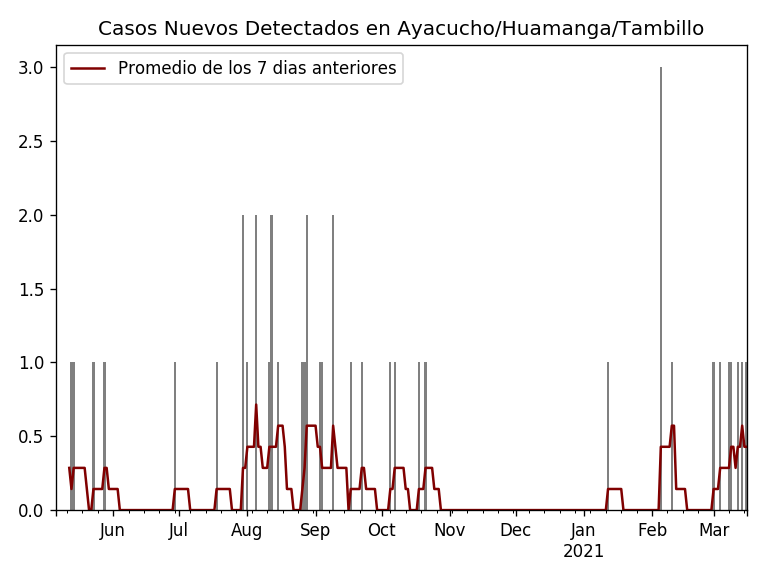 Casos Nuevos Detectados en Ayacucho/Huamanga/Tambillo
Promedio de los 7 dias anteriores
3.0
2.5
2.0
1.5
1.0
0.5
0.0
Jun Jul Aug Sep Oct Nov Dec Jan Feb Mar
2021